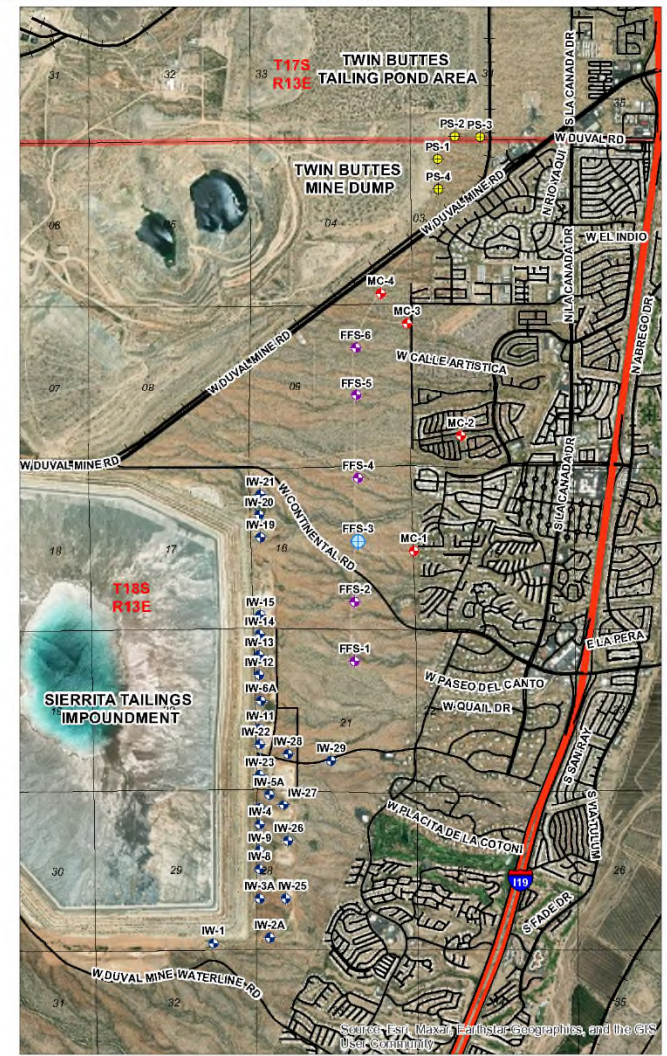 31
32
33
T17S
R13E
TWIN BUTTES
TAILING POND AREA
S LA CANADA DR
35
PS-2
PS-3
W DUVAL RD
PS-1
N RIO YAQUI
TWIN BUTTES
MINE DUMP
PS-4
W DUVAL MINE RD
06
05
04
03
W EL INDIO
N LA CANADA DR
MC-4
MC-3
N ABREGO DR
FFS-6
W DUVAL MINE RD
W CALLE ARTISTICA
07
08
09
FFS-5
MC-2
W DUVAL MINE RD
S LA CANADA DR
FFS-4
IW-21
IW-20
W CONTINENTAL RD
IW-19
FFS-3
18
17
16
MC-1
T18S
R13E
FFS-2
IW-15
IW-14
E LA PERA
IW-13
FFS-1
IW-12
W PASEO DEL CANTO
IW-6A
SIERRITA TAILINGS
IMPOUNDMENT
19
W QUAIL DR
IW-11
21
22
23
IW-22
IW-28
IW-29
S SAN RAY
IW-23
IW-5A
IW-27
S VIA TULUM
IW-4
W PLACITA DE LA COTONI
IW-26
IW-9
IW-8
30
29
28
26
I19
IW-3A
IW-25
S FADE DR
IW-2A
IW-1
W DUVAL MINE WATERLINE RD
31
32
33
35
Source: Esri, Maxar, Earthstar Geographics, and the GIS
User Community